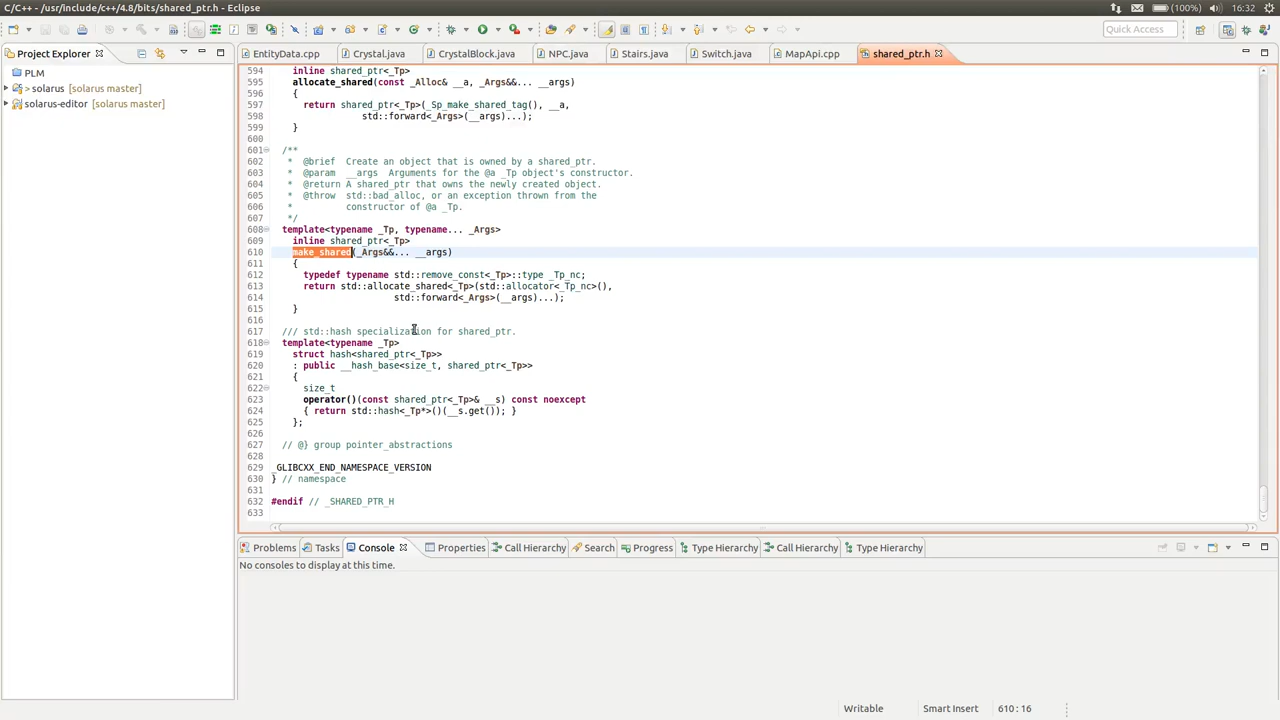 C/C++ - /usr/include/c++/4.8/bits/shared_ptr.h - Eclipse
(100%)
16:32
Quick Access
Project Explorer
EntityData.cpp
Crystal.java
CrystalBlock.java
NPC.java
Stairs.java
Switch.java
MapApi.cpp
shared_ptr.h
PLM
> solarus [solarus master]
solarus-editor [solarus master]
594 inline shared_ptr<_Tp>
595 allocate_shared(const _Alloc& __a, _Args&&... __args)
596 {
597 return shared_ptr<_Tp>(_Sp_make_shared_tag(), __a,
598 std::forward<_Args>(__args)...);
599 }
600
601 /**
602 * @brief Create an object that is owned by a shared_ptr.
603 * @param __args Arguments for the @a _Tp object's constructor.
604 * @return A shared_ptr that owns the newly created object.
605 * @throw std::bad_alloc, or an exception thrown from the
606 * constructor of @a _Tp.
607 */
608 template<typename _Tp, typename... _Args>
609 inline shared_ptr<_Tp>
610 make_shared(_Args&&... __args)
611 {
612 typedef typename std::remove_const<_Tp>::type _Tp_nc;
613 return std::allocate_shared<_Tp>(std::allocator<_Tp_nc>(),
614 std::forward<_Args>(__args)...);
615 }
616
617 /// std::hash specialization for shared_ptr.
618 template<typename _Tp>
619 struct hash<shared_ptr<_Tp>>
620 : public __hash_base<size_t, shared_ptr<_Tp>>
621 {
622 size_t
623 operator()(const shared_ptr<_Tp>& __s) const noexcept
624 { return std::hash<_Tp*>()(__s.get()); }
625 };
626
627 // @} group pointer_abstractions
628
629 _GLIBCXX_END_NAMESPACE_VERSION
630 } // namespace
631
632 #endif // _SHARED_PTR_H
633
Problems
Tasks
Console
Properties
Call Hierarchy
Search
Progress
Type Hierarchy
Call Hierarchy
Type Hierarchy
No consoles to display at this time.
Writable
Smart Insert
610 : 16